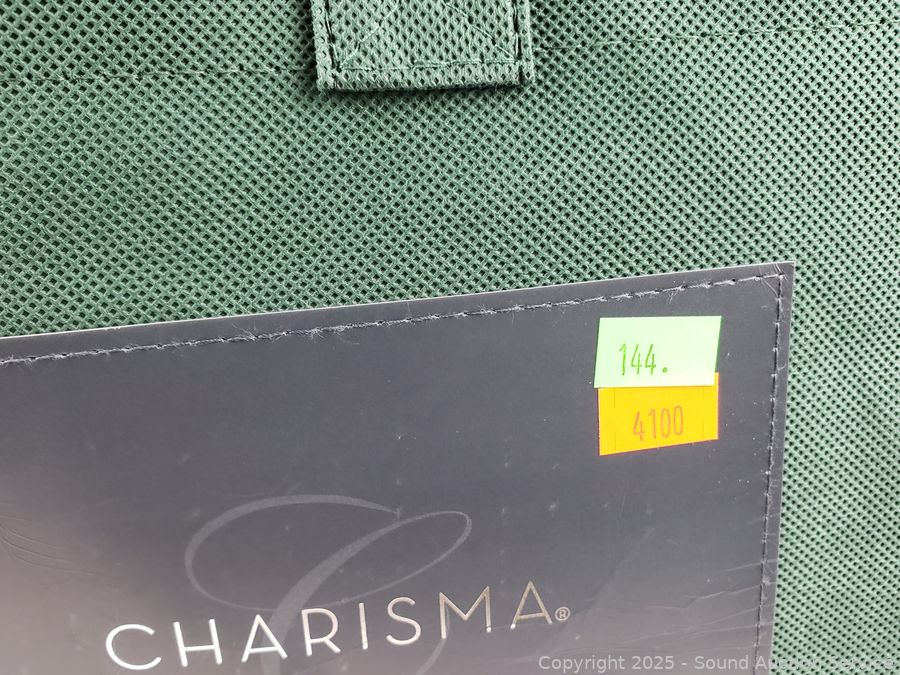 144.
4100
CHARISMA®
Copyright 2025 - Sound Auction Service